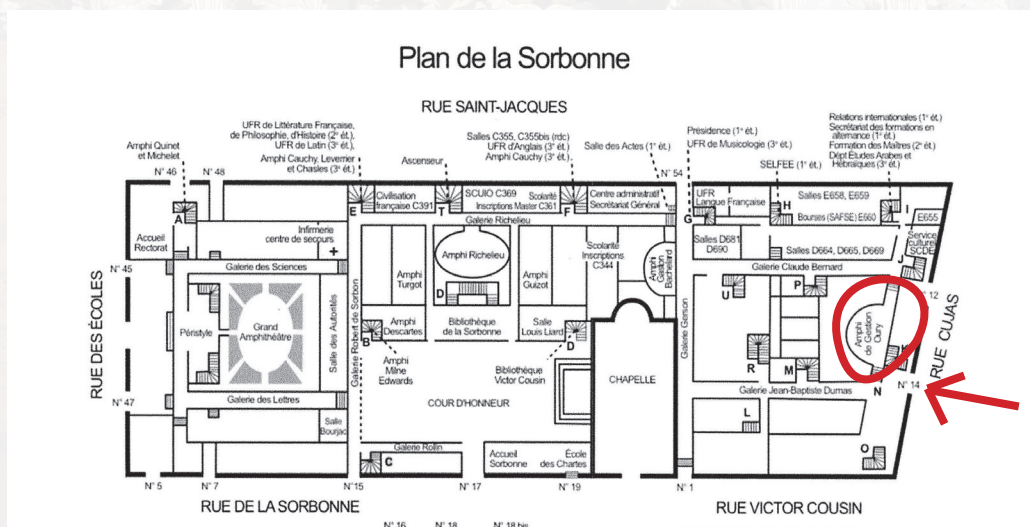 Plan de la Sorbonne
RUE SAINT-JACQUES
UFR de Littérature Française,
de Philosophie, d'Histoire (2e ét.),
UFR de Latin (3e ét.)
Amphi Cauchy, Leverrier
et Chasles (3e ét.)
Amphi Quinet
et Michelet
Ascenseur
Salles C355, C355bis (rdc)
UFR d'Anglais (3e ét.)
Amphi Cauchy (3e ét.)
Salle des Actes (1e ét.)
Présidence (1e ét.)
UFR de Musicologie (3e ét.)
SELFEE (1e ét.)
Relations internationales (1e ét.)
Secrétariat des formations en
alternance (1e ét.)
Formation des Maîtres (2e ét.)
Dépt Études Arabes et
Hébraïques (3e ét.)
N° 46
N° 48
N° 54
A
E
Civilisation
française C391
T
SCUIO C369
Scolarité
Inscriptions Master C361
F
Centre administratif
Secrétariat Général
G
UFR
Langue Française
H
Salles E658, E659
Bourses (SAFSE) E660
I
E655
Galerie Richelieu
Accueil
Rectorat
Infirmerie
centre de secours
Amphi Richelieu
Scolarité
Inscriptions
C344
Amphi
Gaston
Bachelard
Salles D681
D690
Salles D664, D665, D669
Service
culturel
SCDE
J
N° 45
Galerie des Sciences
Galerie Claude Bernard
RUE DES ÉCOLES
Péristyle
Grand
Amphithéâtre
Salle des Autorités
Galerie Robert de Sorbon
Amphi
Turgot
D
Amphi
Guizot
Amphi
Descartes
Bibliothèque
de la Sorbonne
Salle
Louis Liard
B
D
Amphi
Milne
Edwards
Bibliothèque
Victor Cousin
CHAPELLE
Galerie Gerson
U
P
R
M
Amphi
de Gestion
Oury
K
N
12
N° 14
RUE CUJAS
N° 47
Galerie des Lettres
COUR D'HONNEUR
Galerie Jean-Baptiste Dumas
Salle
Bourjac
Galerie Rollin
C
Accueil
Sorbonne
École
des Chartes
L
O
N° 5
N° 7
N° 15
N° 17
N° 19
N° 1
RUE DE LA SORBONNE
RUE VICTOR COUSIN
N° 16
N° 18
N° 18 bis